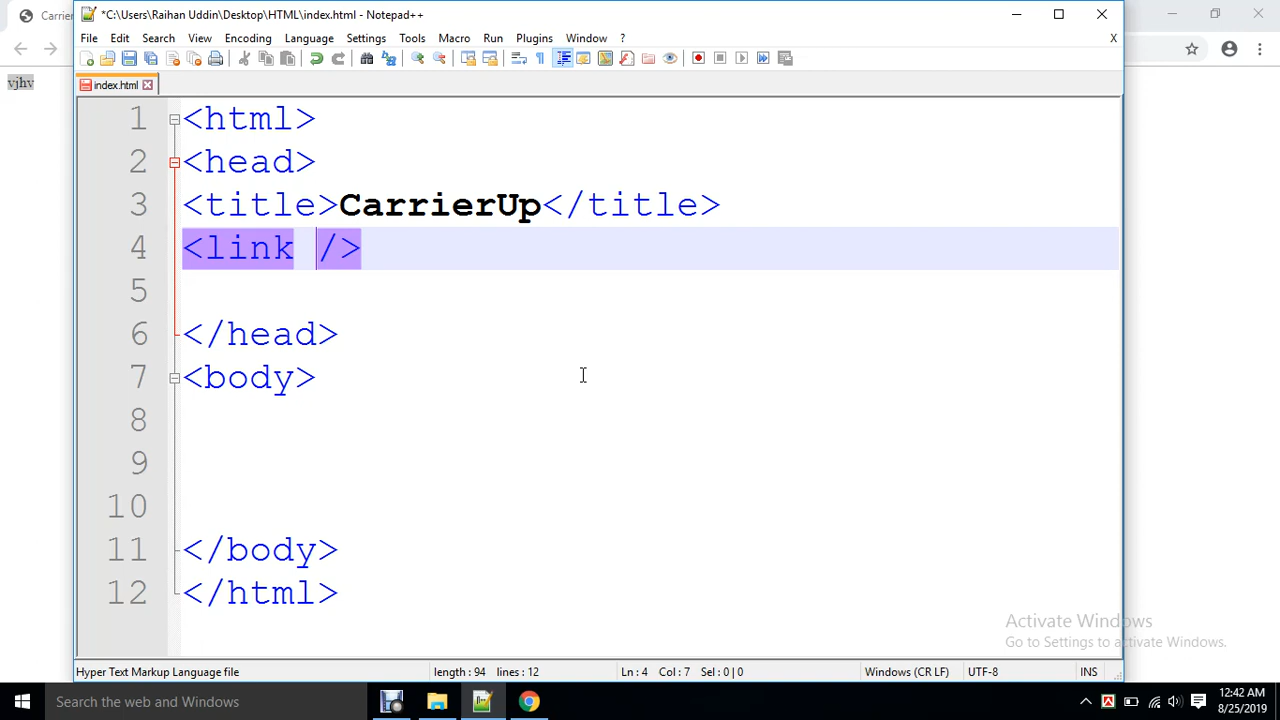 Carrier
*C:\Users\Raihan Uddin\Desktop\HTML\index.html - Notepad++
File Edit Search View Encoding Language Settings Tools Macro Run Plugins Window ? X
vjhv
index.html
1 <html>
2 <head>
3 <title>CarrierUp</title>
4 <link  />
5
6 </head>
7 <body>
8
9
10
11 </body>
12 </html>
Activate Windows
Go to Settings to activate Windows.
Hyper Text Markup Language file length : 94 lines : 12 Ln : 4 Col : 7 Sel : 0 | 0 Windows (CR LF) UTF-8 INS
Search the web and Windows
12:42 AM
8/25/2019